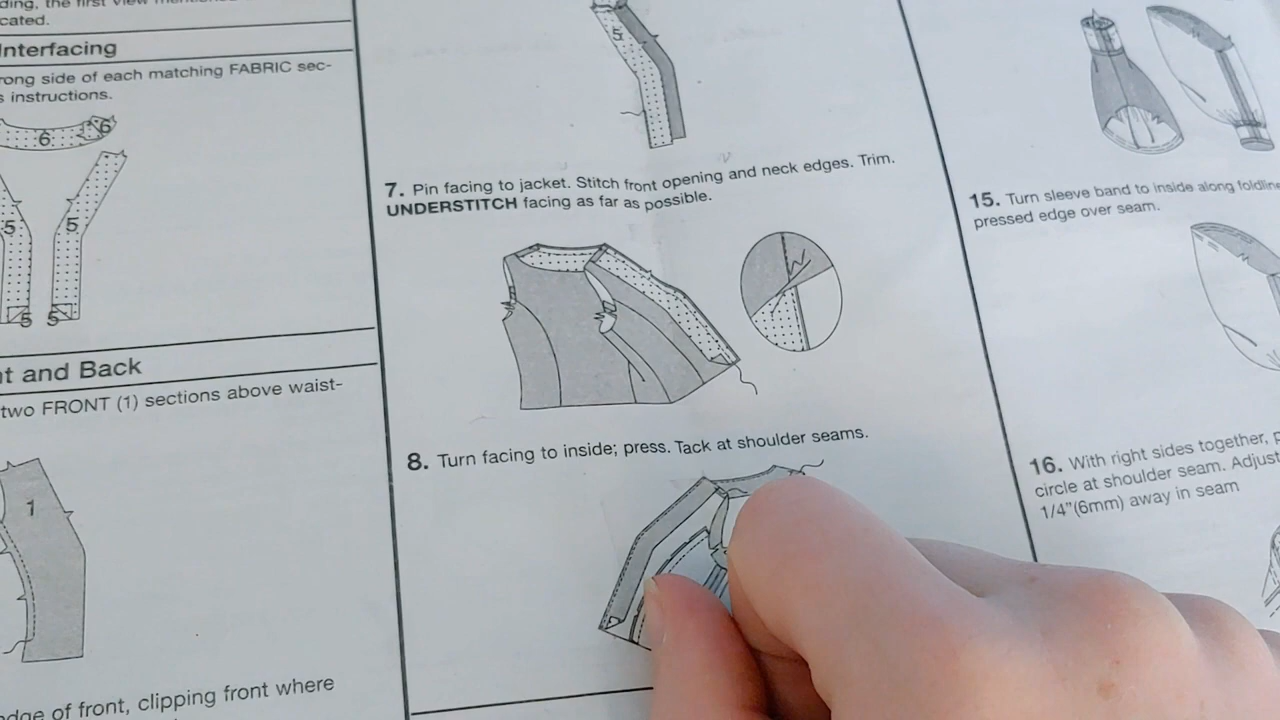 cated.
Interfacing
rong side of each matching FABRIC sec-
s instructions.
6
6
5
5
5
5
t and Back
two FRONT (1) sections above waist-
1
dge of front, clipping front where
5
7. Pin facing to jacket. Stitch front opening and neck edges. Trim.
UNDERSTITCH facing as far as possible.
8. Turn facing to inside; press. Tack at shoulder seams.
15. Turn sleeve band to inside along foldline
pressed edge over seam.
16. With right sides together, p
circle at shoulder seam. Adjust
1/4"(6mm) away in seam